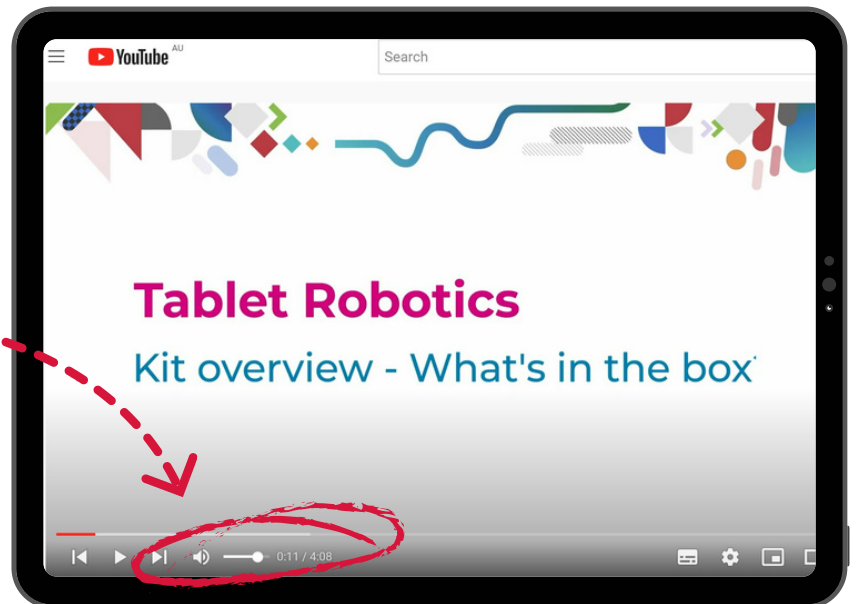 YouTube AU
Search
Tablet Robotics
Kit overview - What's in the box
0:11 / 4:08